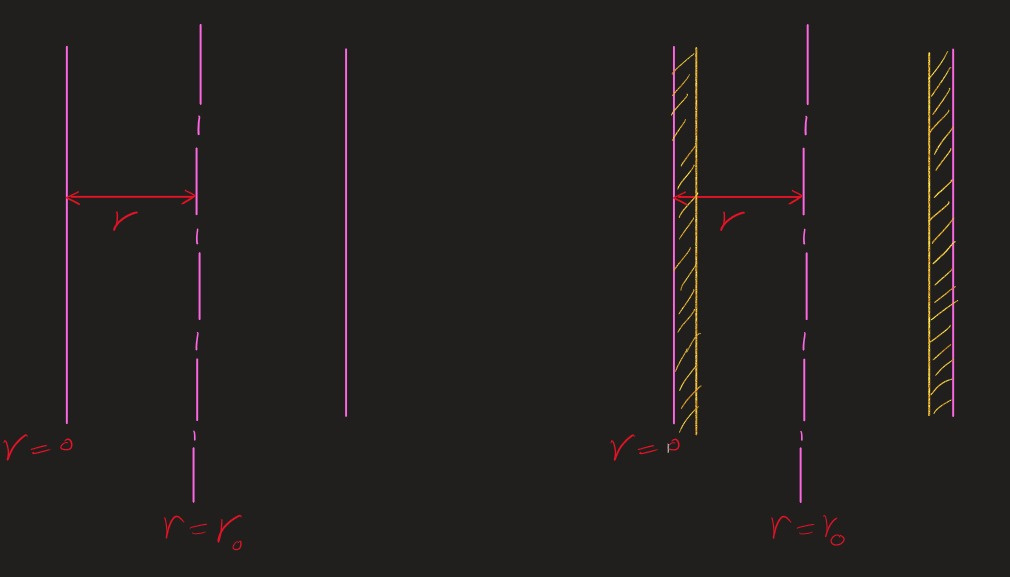 r
r
r = 0
r = 0
r = r₀
r = r₀